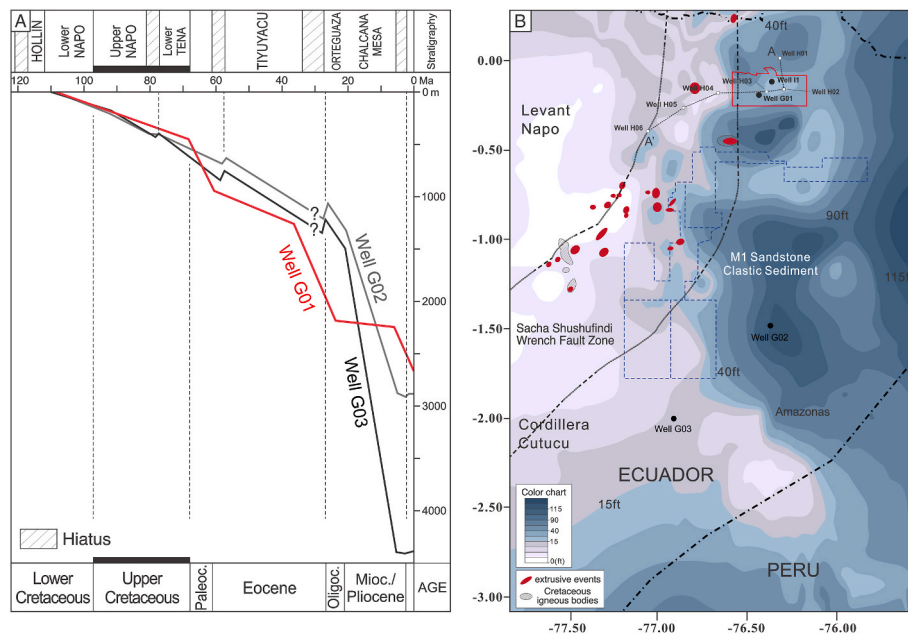 A
HOLLIN
Lower
NAPO
Upper
NAPO
Lower
TENA
TIYUYACU
ORTEGUAZA
CHALCANA
MESA
Stratigraphy
120 100 80 60 40 20 0 Ma
0 m
1000
2000
3000
4000
?
?
Well G01
Well G02
Well G03
Hiatus
Lower
Cretaceous
Upper
Cretaceous
Paleoc.
Eocene
Oligoc.
Mioc./
Pliocene
AGE
B
0.00
-0.50
-1.00
-1.50
-2.00
-2.50
-3.00
-77.50 -77.00 -76.50 -76.00
40ft
A
Well H01
Well H03
Well I1
Well H04
Well G01
Well H02
Well H05
Well H06
A'
Levant
Napo
90ft
M1 Sandstone
Clastic Sediment
115ft
Sacha Shushufindi
Wrench Fault Zone
Well G02
40ft
Amazonas
Well G03
Cordillera
Cutucu
ECUADOR
15ft
PERU
Color chart
115
90
40
15
0(ft)
extrusive events
Cretaceous
igneous bodies